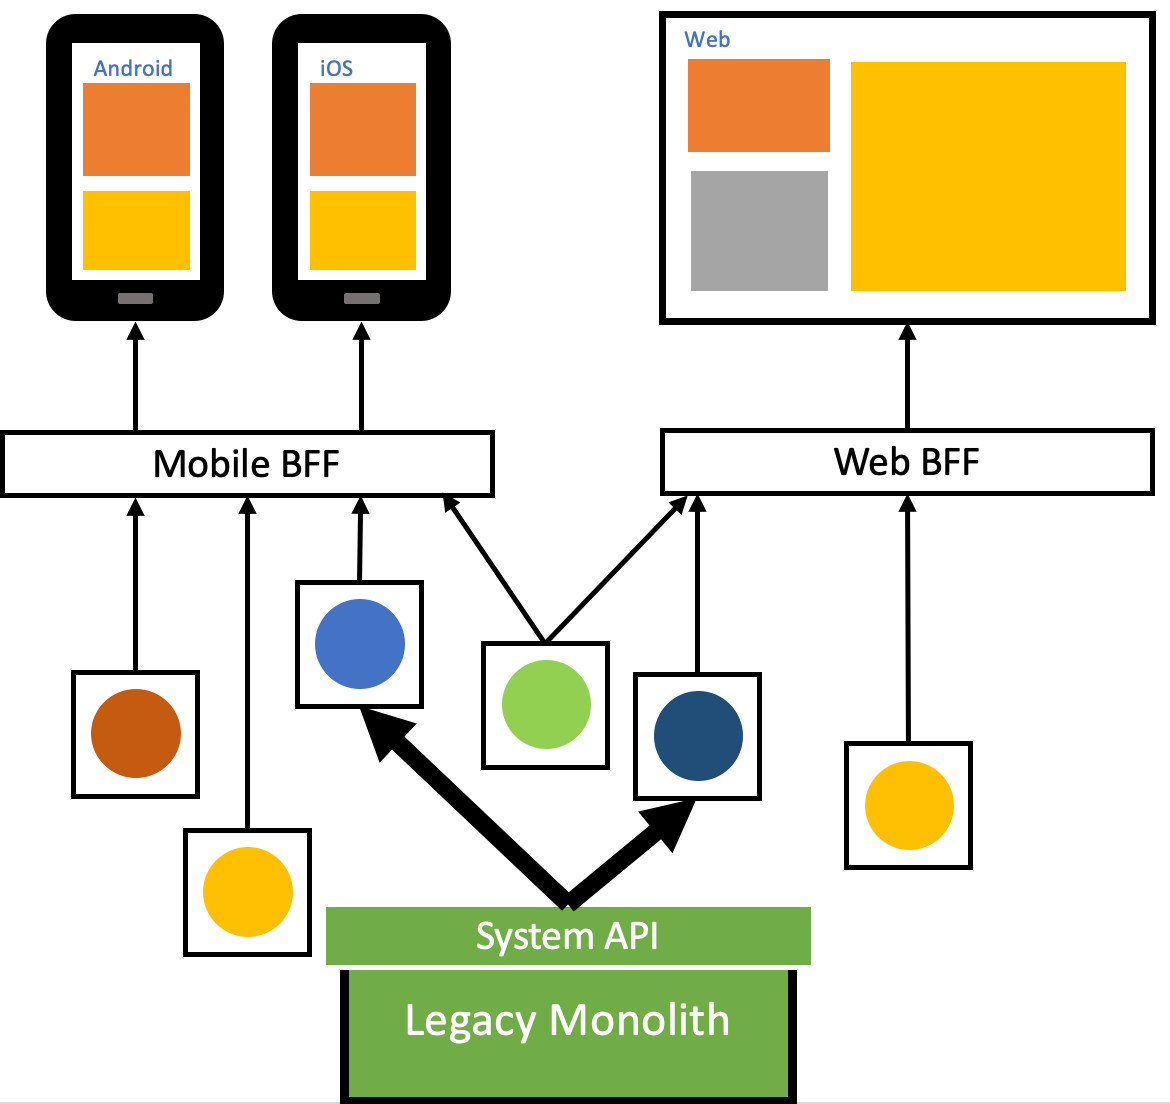 Android
iOS
Web
Mobile BFF
Web BFF
System API
Legacy Monolith